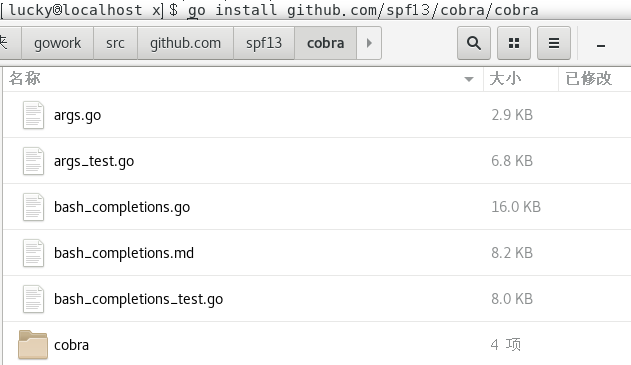 [lucky@localhost x]$ go install github.com/spf13/cobra/cobra
夹 gowork src github.com spf13 cobra
名称 大小 已修改
args.go 2.9 KB
args_test.go 6.8 KB
bash_completions.go 16.0 KB
bash_completions.md 8.2 KB
bash_completions_test.go 8.0 KB
cobra 4 项